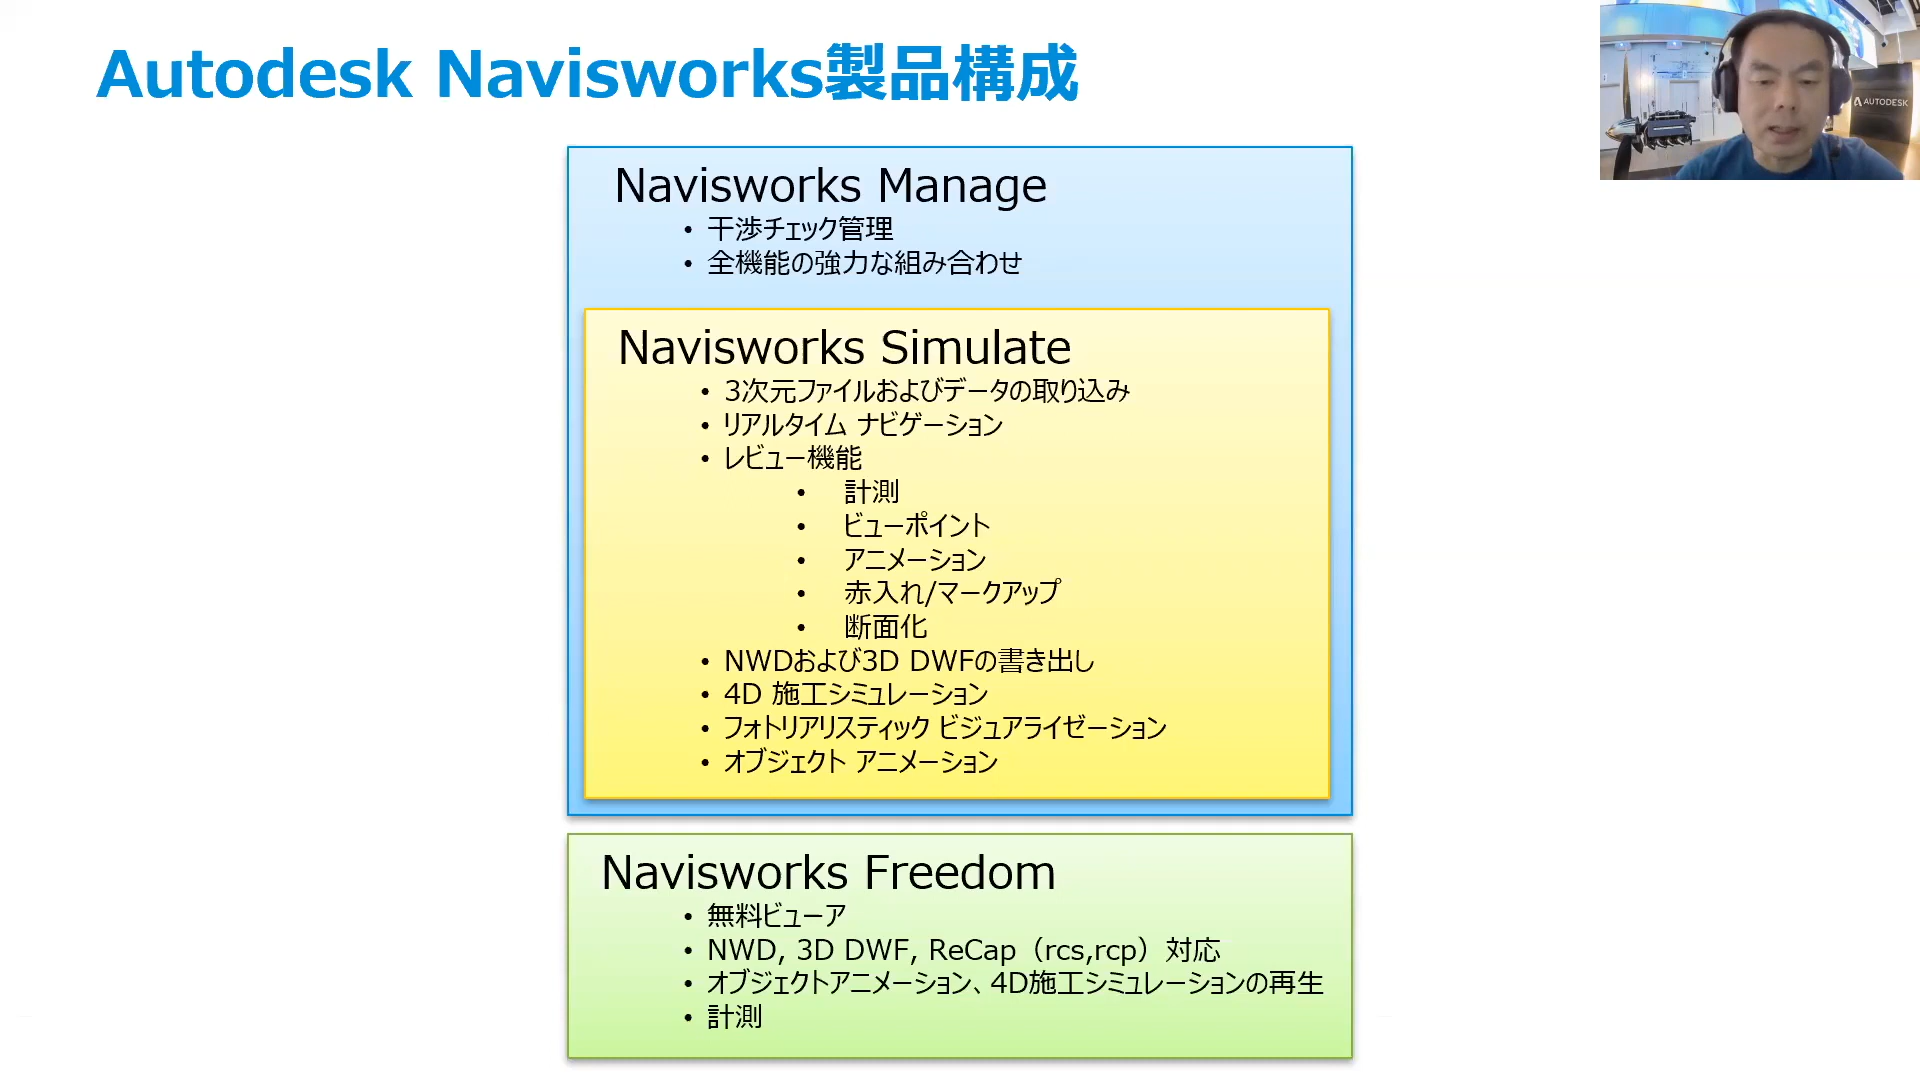 Autodesk Navisworks製品構成
AUTODESK
Navisworks Manage
• 干渉チェック管理
• 全機能の強力な組み合わせ
Navisworks Simulate
• 3次元ファイルおよびデータの取り込み
• リアルタイム ナビゲーション
• レビュー機能
• 計測
• ビューポイント
• アニメーション
• 赤入れ/マークアップ
• 断面化
• NWDおよび3D DWFの書き出し
• 4D 施工シミュレーション
• フォトリアリスティック ビジュアライゼーション
• オブジェクト アニメーション
Navisworks Freedom
• 無料ビューア
• NWD, 3D DWF, ReCap（rcs,rcp）対応
• オブジェクトアニメーション、4D施工シミュレーションの再生
• 計測